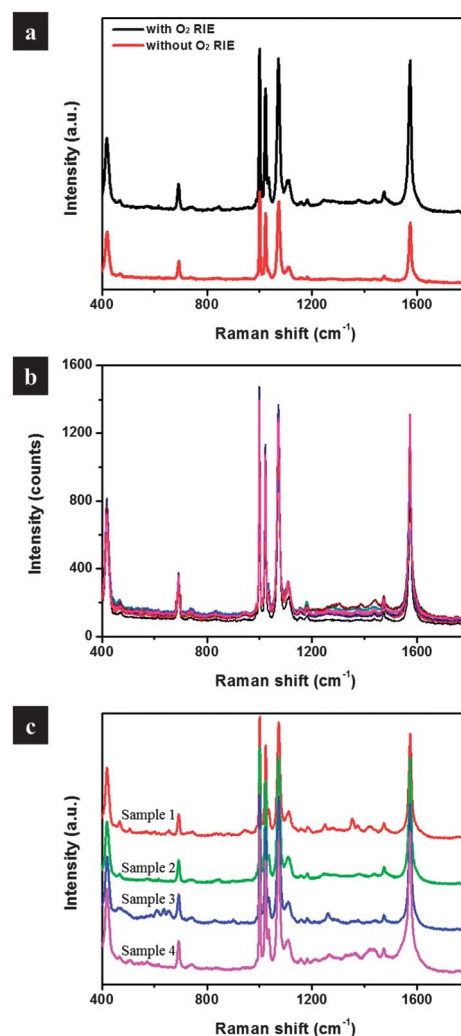 a
with O₂ RIE
without O₂ RIE
Intensity (a.u.)
400 800 1200 1600
Raman shift (cm⁻¹)
b
1600
1200
800
400
0
Intensity (counts)
400 800 1200 1600
Raman shift (cm⁻¹)
c
Sample 1
Sample 2
Sample 3
Sample 4
Intensity (a.u.)
400 800 1200 1600
Raman shift (cm⁻¹)